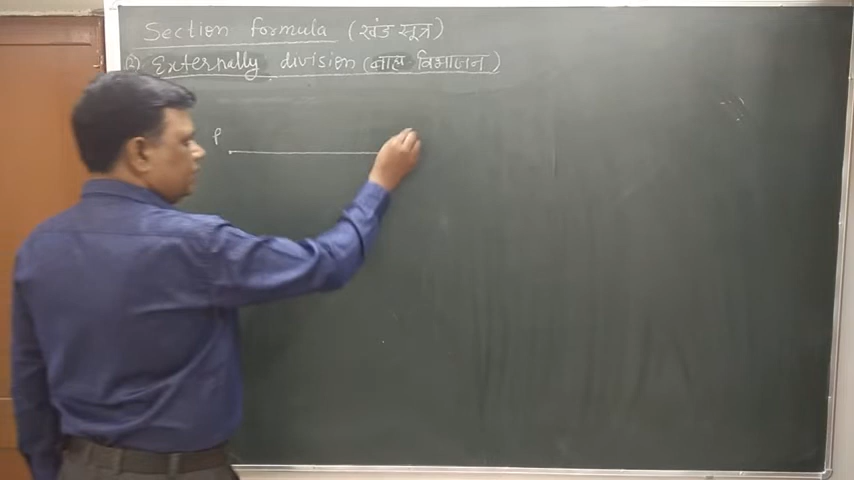 Section formula (खंड सूत्र)
(2) Externally division (बाह्य विभाजन)
P